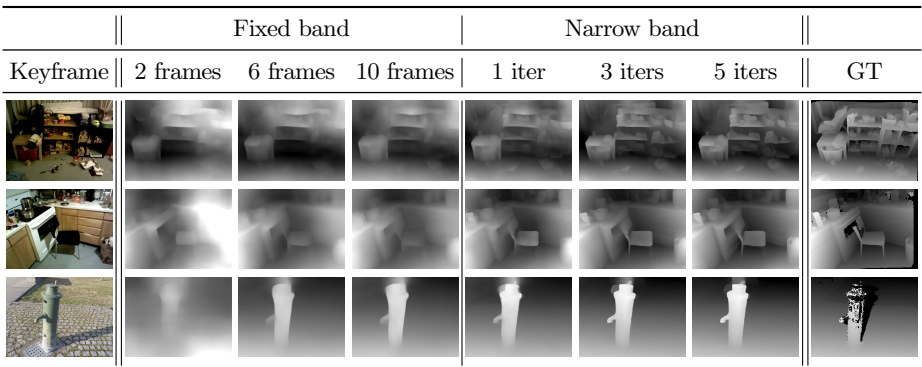 Fixed band Narrow band
Keyframe 2 frames 6 frames 10 frames 1 iter 3 iters 5 iters GT